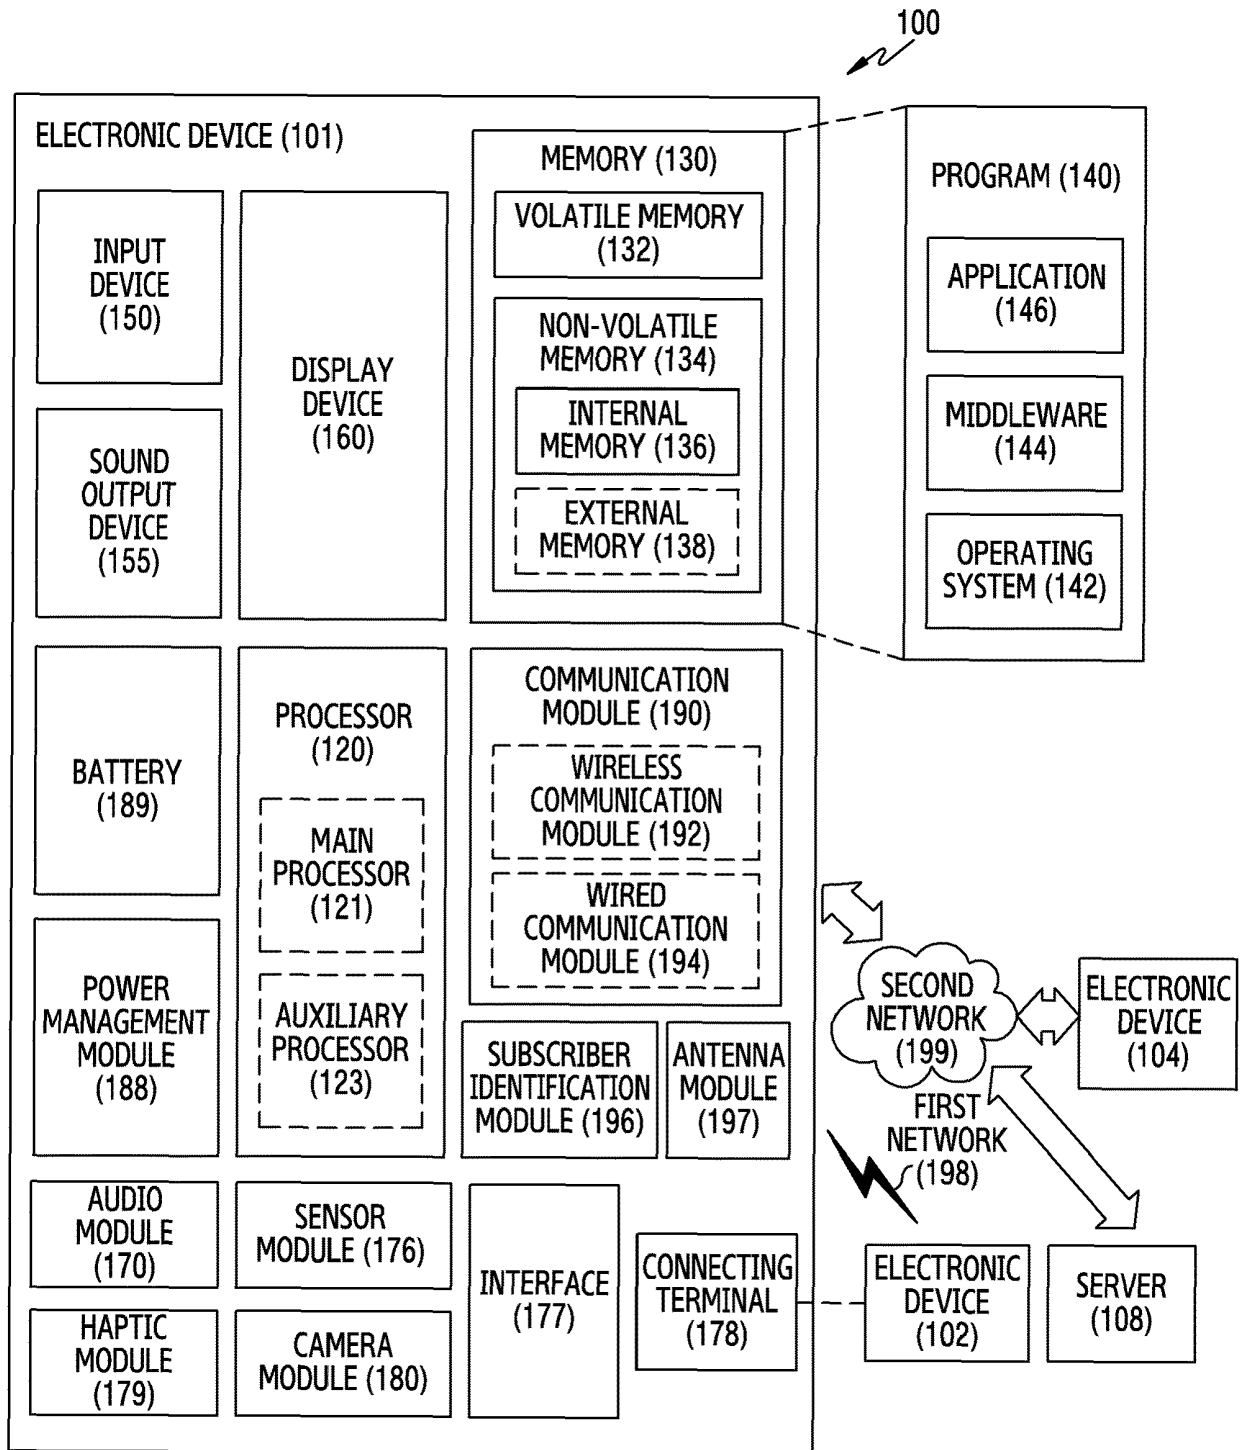 100
ELECTRONIC DEVICE (101)
INPUT
DEVICE
(150)
SOUND
OUTPUT
DEVICE
(155)
BATTERY
(189)
POWER
MANAGEMENT
MODULE
(188)
AUDIO
MODULE
(170)
HAPTIC
MODULE
(179)
DISPLAY
DEVICE
(160)
PROCESSOR
(120)
MAIN
PROCESSOR
(121)
AUXILIARY
PROCESSOR
(123)
SENSOR
MODULE (176)
CAMERA
MODULE (180)
MEMORY (130)
VOLATILE MEMORY
(132)
NON-VOLATILE
MEMORY (134)
INTERNAL
MEMORY (136)
EXTERNAL
MEMORY (138)
COMMUNICATION
MODULE (190)
WIRELESS
COMMUNICATION
MODULE (192)
WIRED
COMMUNICATION
MODULE (194)
SUBSCRIBER
IDENTIFICATION
MODULE (196)
ANTENNA
MODULE
(197)
INTERFACE
(177)
CONNECTING
TERMINAL
(178)
PROGRAM (140)
APPLICATION
(146)
MIDDLEWARE
(144)
OPERATING
SYSTEM (142)
SECOND
NETWORK
(199)
ELECTRONIC
DEVICE
(104)
FIRST
NETWORK
(198)
ELECTRONIC
DEVICE
(102)
SERVER
(108)